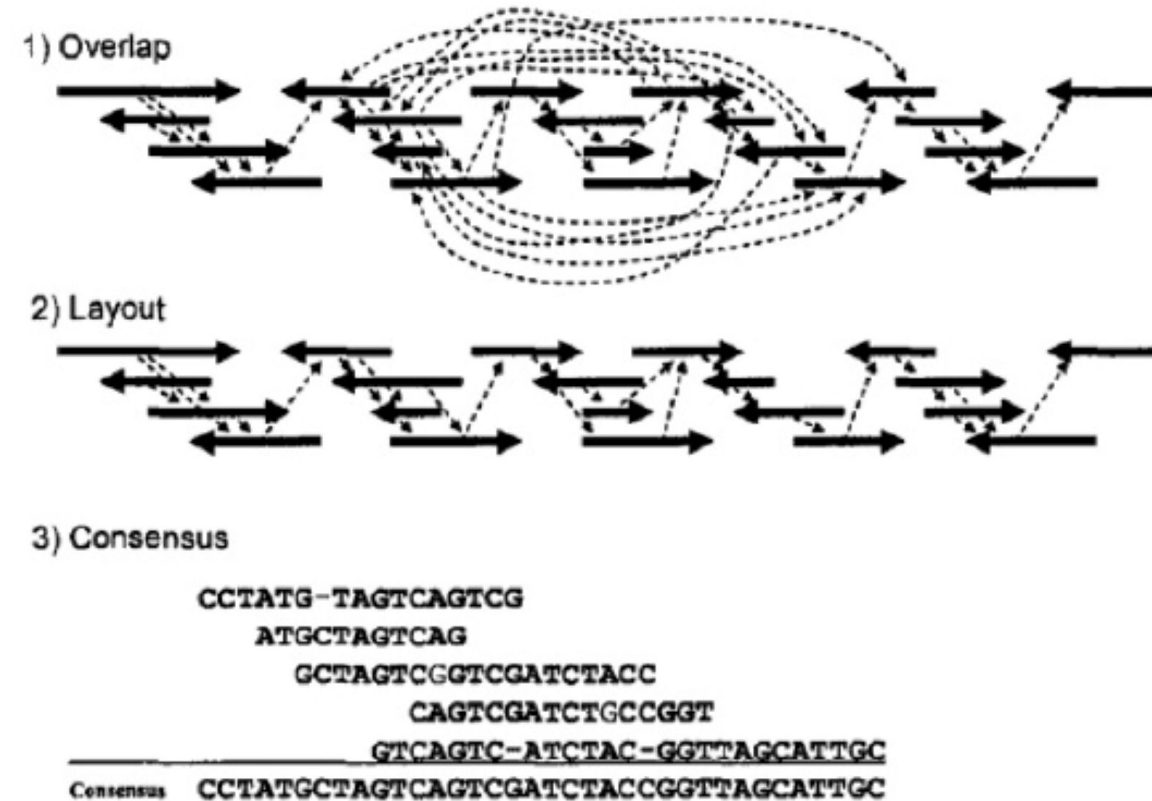 1) Overlap
2) Layout
3) Consensus
CCTATG-TAGTCAGTCG
ATGCTAGTCAG
GCTAGTCGGTCGATCTACC
CAGTCGATCTGCCGGT
GTCAGTC-ATCTAC-GGTTAGCATTGC
Consensus CCTATGCTAGTCAGTCGATCTACCGGTTAGCATTGC